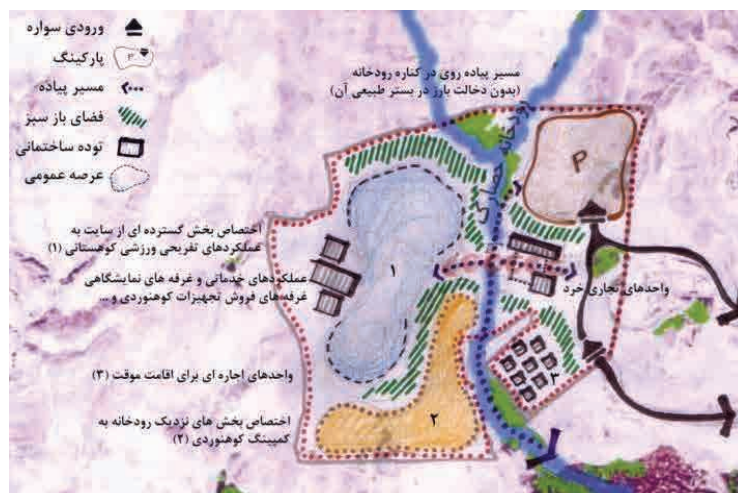 ورودی سواره
پارکینگ
P
مسیر پیاده
فضای باز سبز
توده ساختمانی
عرصه عمومی
مسیر پیاده روی در کناره رودخانه
(بدون دخالت بارز در بستر طبیعی آن)
رودخانه حصارک
P
اختصاص بخش گسترده ای از سایت به
عملکردهای تفریحی ورزشی کوهستانی (۱)
۱
عملکردهای خدماتی و غرفه های نمایشگاهی
غرفه های فروش تجهیزات کوهنوردی و ...
واحدهای تجاری خرد
واحدهای اجاره ای برای اقامت موقت (۳)
۳
۲
اختصاص بخش های نزدیک رودخانه به
کمپینگ کوهنوردی (۲)